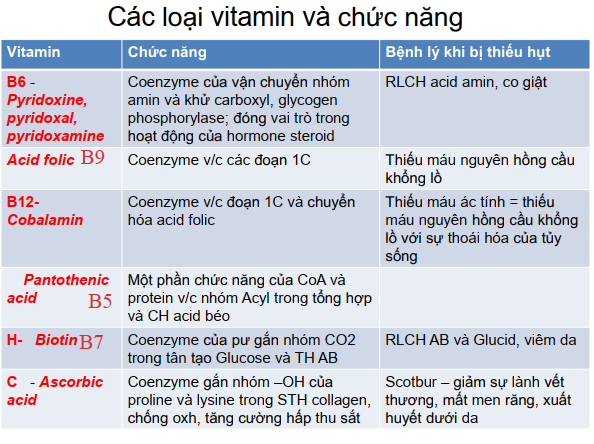 Các loại vitamin và chức năng
Vitamin
Chức năng
Bệnh lý khi bị thiếu hụt
B6 -
Pyridoxine,
pyridoxal,
pyridoxamine
Coenzyme của vận chuyển nhóm
amin và khử carboxyl, glycogen
phosphorylase; đóng vai trò trong
hoạt động của hormone steroid
RLCH acid amin, co giật
Acid folic B9
Coenzyme v/c các đoạn 1C
Thiếu máu nguyên hồng cầu
khổng lồ
B12-
Cobalamin
Coenzyme v/c đoạn 1C và chuyển
hóa acid folic
Thiếu máu ác tính = thiếu
máu nguyên hồng cầu khổng
lồ với sự thoái hóa của tủy
sống
Pantothenic
acid B5
Một phần chức năng của CoA và
protein v/c nhóm Acyl trong tổng hợp
và CH acid béo
H- Biotin B7
Coenzyme của pư gắn nhóm CO2
trong tân tạo Glucose và TH AB
RLCH AB và Glucid, viêm da
C - Ascorbic
acid
Coenzyme gắn nhóm –OH của
proline và lysine trong STH collagen,
chống oxh, tăng cường hấp thu sắt
Scotbur – giảm sự lành vết
thương, mất men răng, xuất
huyết dưới da